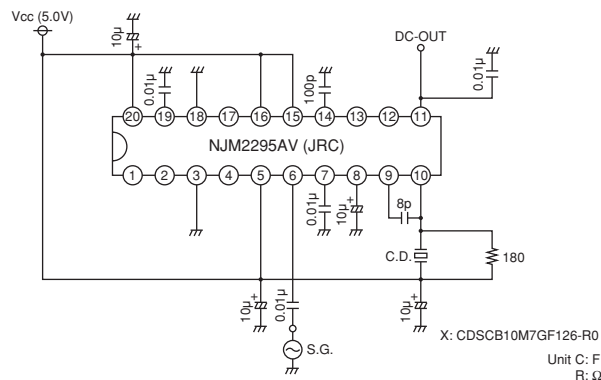 Vcc (5.0V)
10µ
+
0.01µ
100p
DC-OUT
0.01µ
20 19 18 17 16 15 14 13 12 11
NJM2295AV (JRC)
1 2 3 4 5 6 7 8 9 10
0.01µ
10µ
+
8p
C.D.
180
10µ
+
0.01µ
10µ
+
S.G.
X: CDSCB10M7GF126-R0
Unit C: F
R: Ω